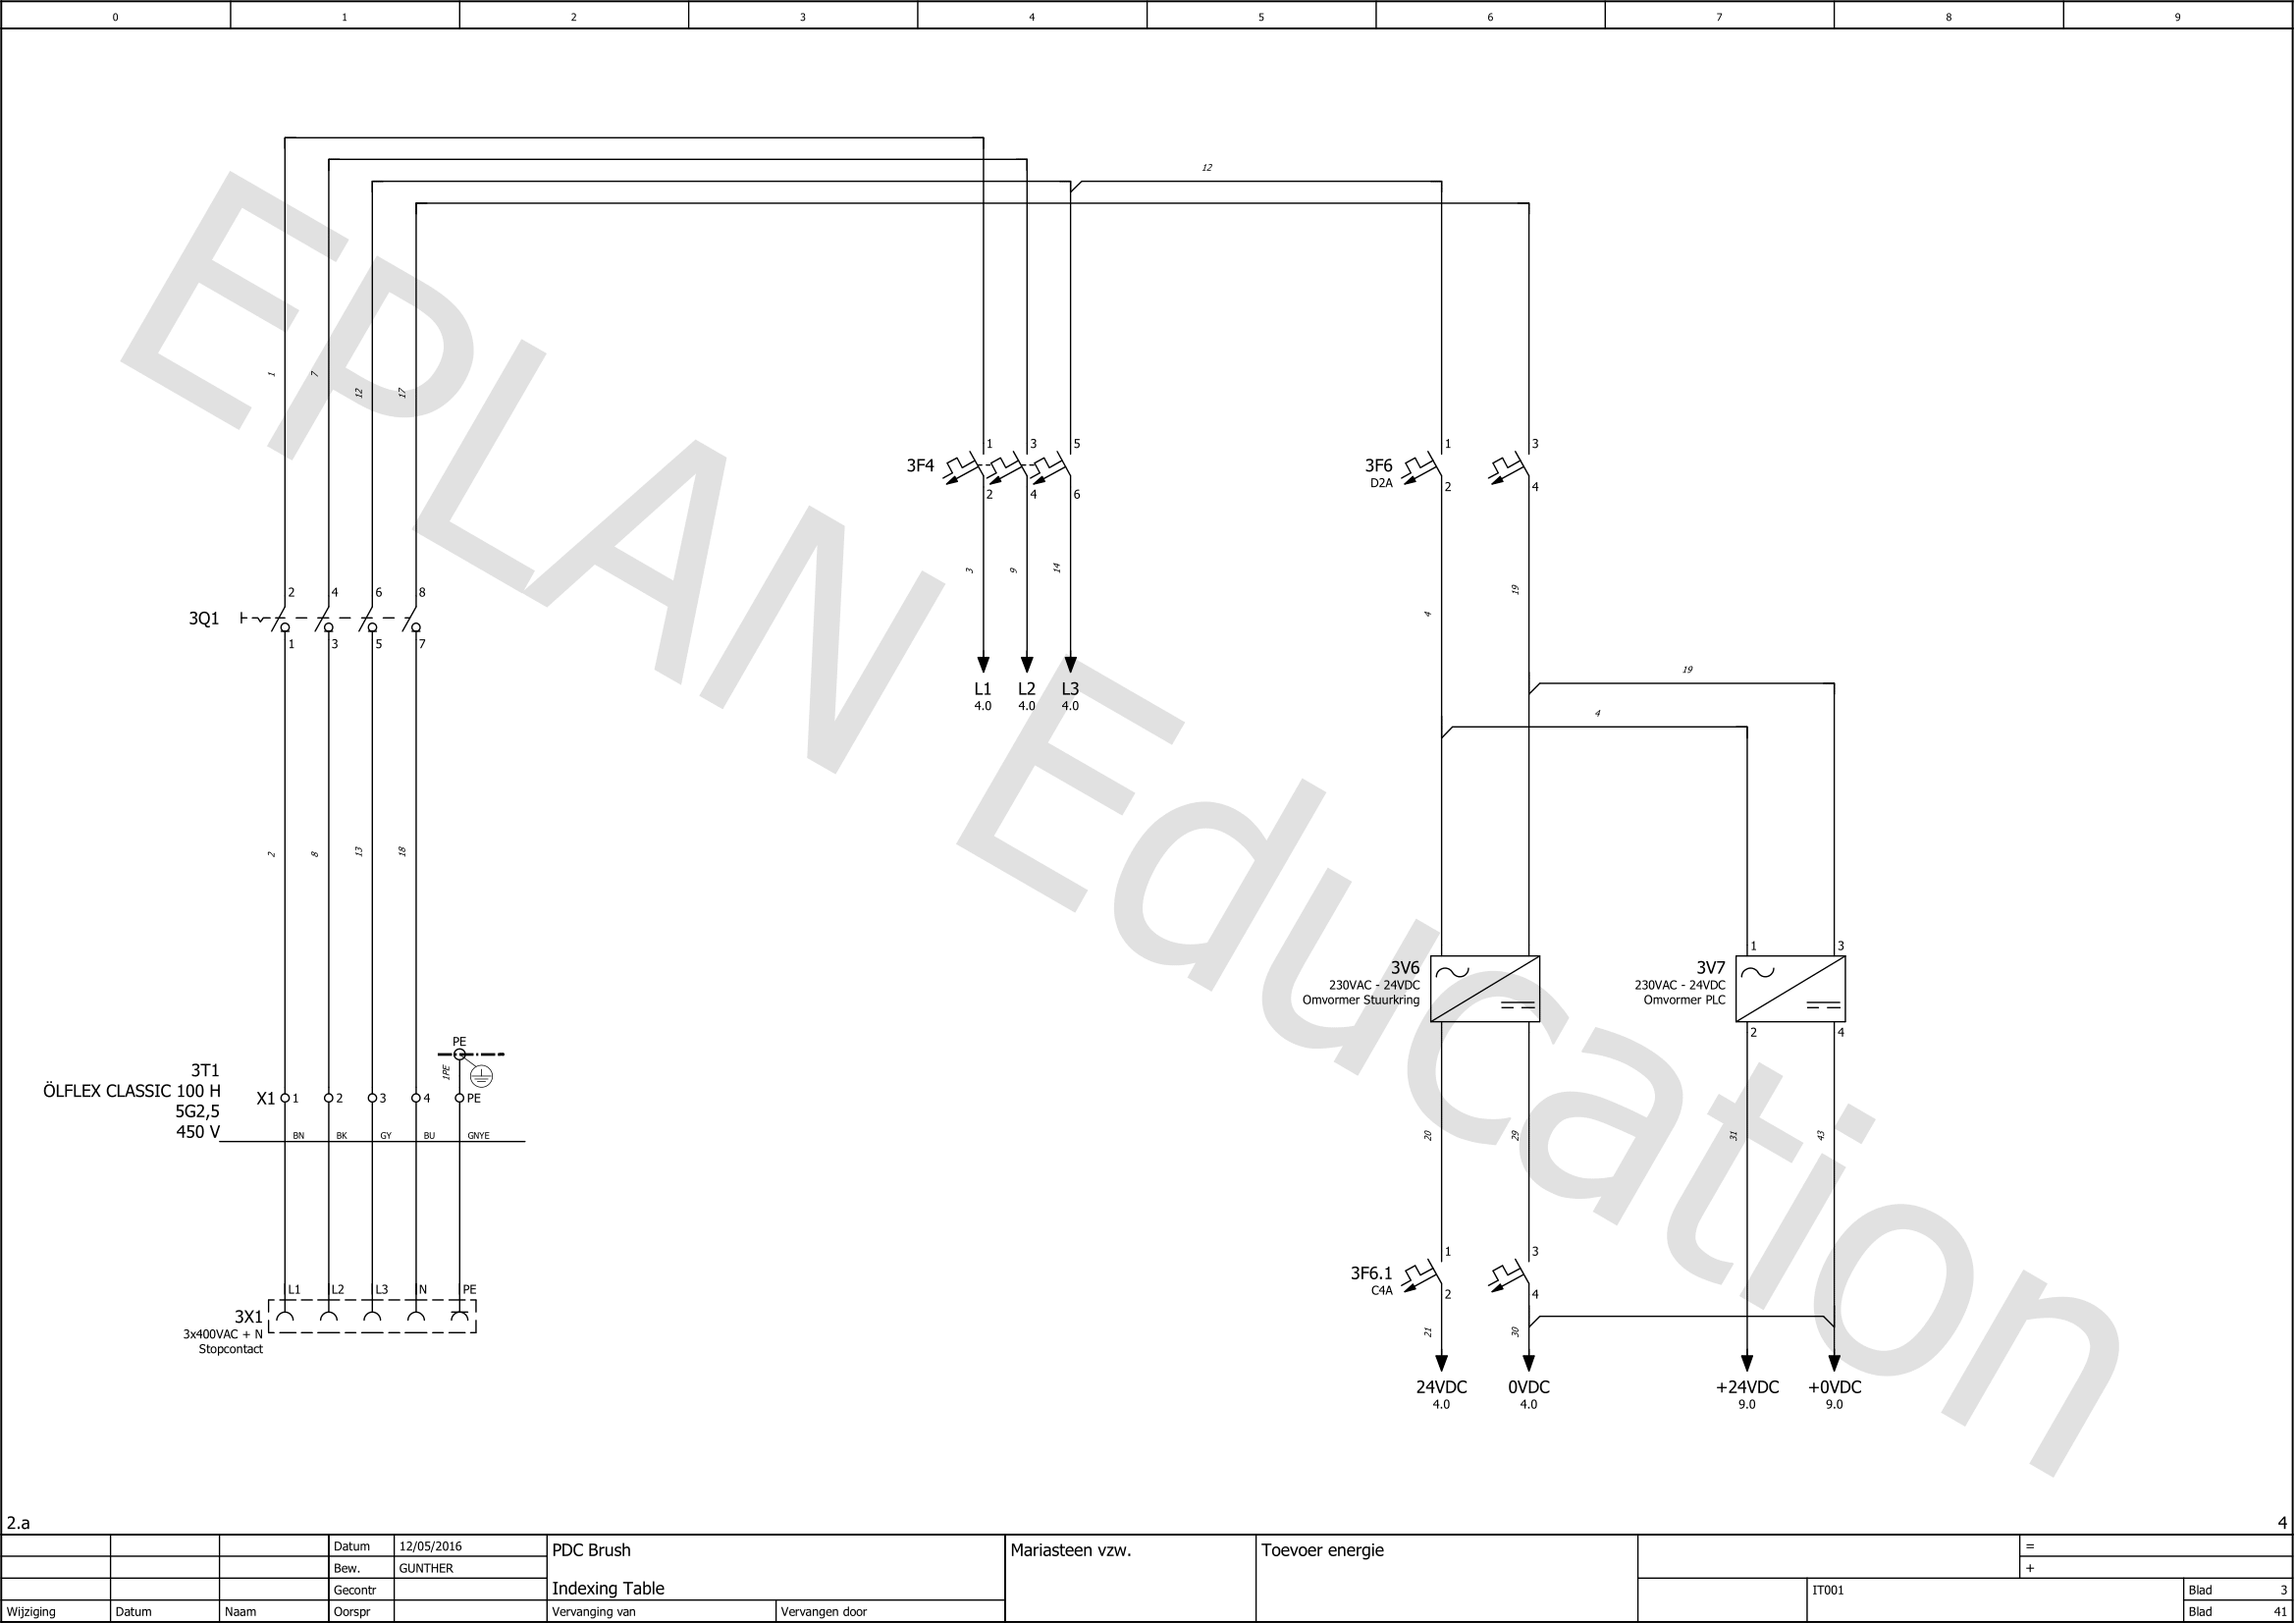 0 1 2 3 4 5 6 7 8 9
12
1 7 12 17
1 3 5
3F4
2 4 6
1 3
3F6
D2A
2 4
3 9 14
4 19
2 4 6 8
3Q1
1 3 5 7
L1 L2 L3
4.0 4.0 4.0
19
4
2 8 13 18
3V6
230VAC - 24VDC
Omvormer Stuurkring
1 3
3V7
230VAC - 24VDC
Omvormer PLC
2 4
PE
1PE
3T1
ÖLFLEX CLASSIC 100 H
5G2,5
450 V
X1 1 2 3 4 PE
BN BK GY BU GNYE
20 29 31 43
L1 L2 L3 N PE
3X1
3x400VAC + N
Stopcontact
1 3
3F6.1
C4A
2 4
21 30
24VDC 0VDC +24VDC +0VDC
4.0 4.0 9.0 9.0
EPLAN Education
2.a 4
Datum 12/05/2016
Bew. GUNTHER
Gecontr
Wijziging Datum Naam Oorspr
PDC Brush
Indexing Table
Vervanging van Vervangen door
Mariasteen vzw.
Toevoer energie
=
+
IT001
Blad 3
Blad 41